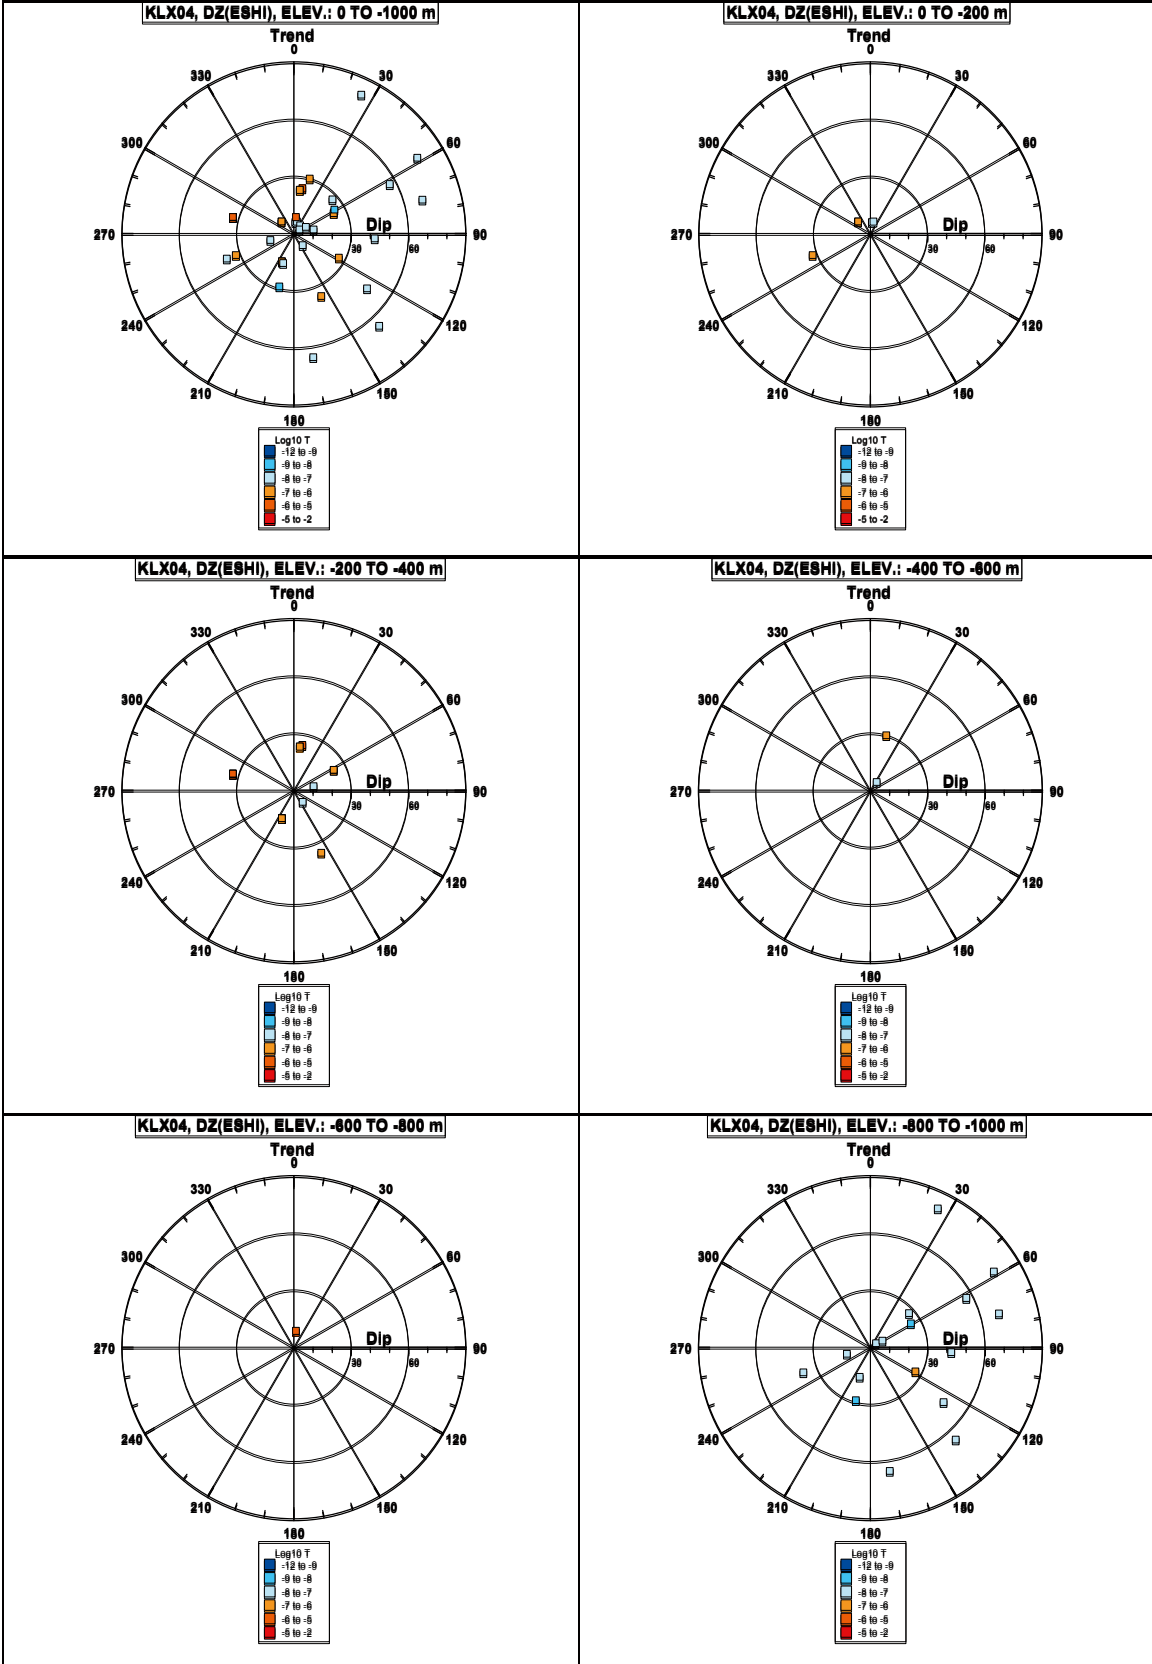 KLX04, DZ(ESHI), ELEV.: 0 TO -1000 m
Trend
0
330 30
300 60
270 Dip 90
30 60
240 120
210 150
180
Log10 T
-12 to -9
-9 to -8
-8 to -7
-7 to -6
-6 to -5
-5 to -2
KLX04, DZ(ESHI), ELEV.: 0 TO -200 m
Trend
0
330 30
300 60
270 Dip 90
30 60
240 120
210 150
180
Log10 T
-12 to -9
-9 to -8
-8 to -7
-7 to -6
-6 to -5
-5 to -2
KLX04, DZ(ESHI), ELEV.: -200 TO -400 m
Trend
0
330 30
300 60
270 Dip 90
30 60
240 120
210 150
180
Log10 T
-12 to -9
-9 to -8
-8 to -7
-7 to -6
-6 to -5
-5 to -2
KLX04, DZ(ESHI), ELEV.: -400 TO -600 m
Trend
0
330 30
300 60
270 Dip 90
30 60
240 120
210 150
180
Log10 T
-12 to -9
-9 to -8
-8 to -7
-7 to -6
-6 to -5
-5 to -2
KLX04, DZ(ESHI), ELEV.: -600 TO -800 m
Trend
0
330 30
300 60
270 Dip 90
30 60
240 120
210 150
180
Log10 T
-12 to -9
-9 to -8
-8 to -7
-7 to -6
-6 to -5
-5 to -2
KLX04, DZ(ESHI), ELEV.: -800 TO -1000 m
Trend
0
330 30
300 60
270 Dip 90
30 60
240 120
210 150
180
Log10 T
-12 to -9
-9 to -8
-8 to -7
-7 to -6
-6 to -5
-5 to -2